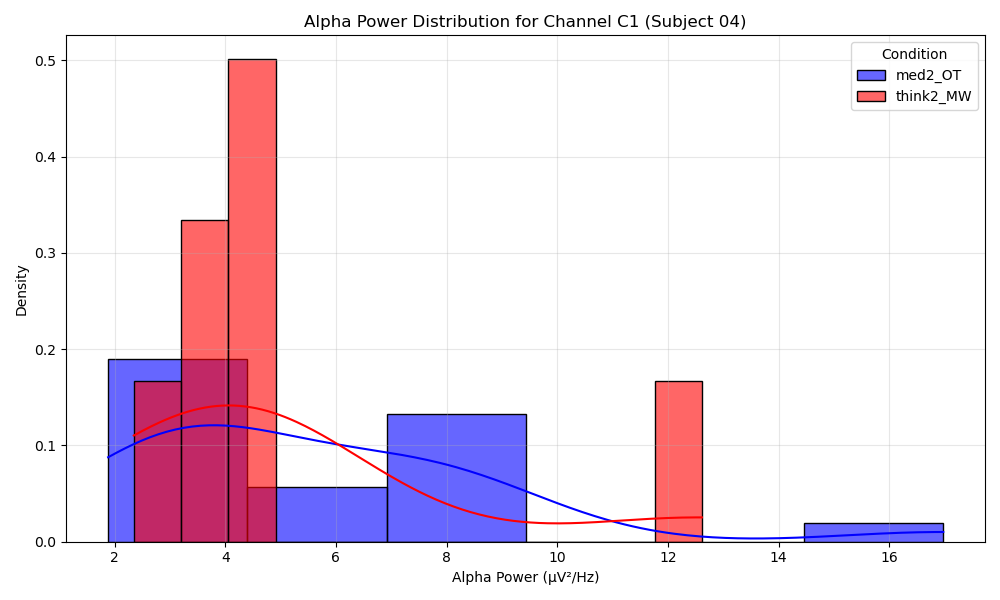 Alpha Power Distribution for Channel C1 (Subject 04)
Condition
med2_OT
think2_MW
Density
0.5
0.4
0.3
0.2
0.1
0.0
2 4 6 8 10 12 14 16
Alpha Power (μV²/Hz)